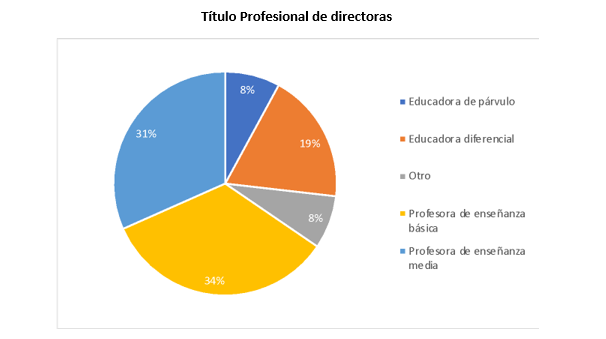 Título Profesional de directoras
8%
19%
8%
34%
31%
Educadora de párvulo
Educadora diferencial
Otro
Profesora de enseñanza
básica
Profesora de enseñanza
media